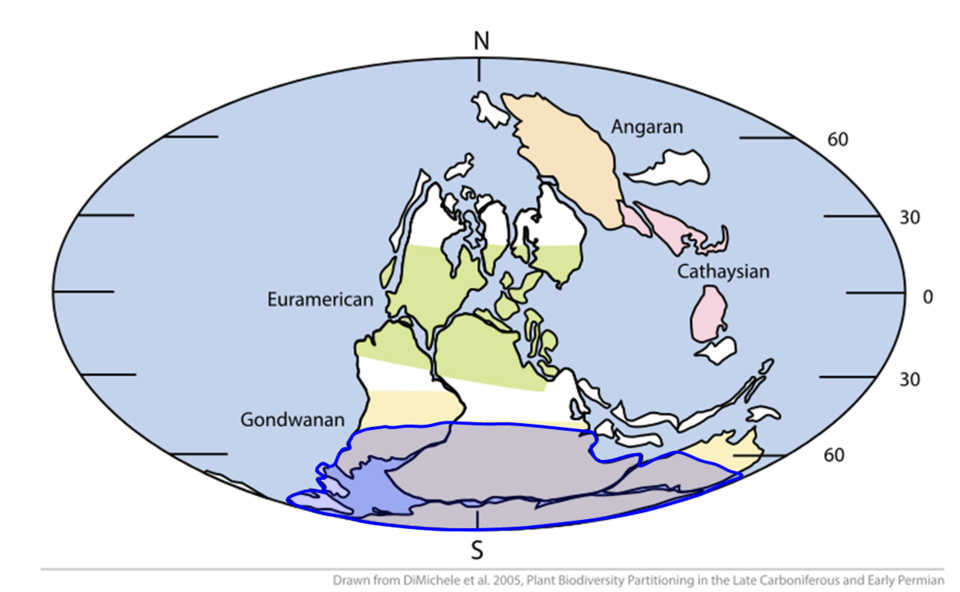 N
Angaran
60
30
Cathaysian
Euramerican
0
30
Gondwanan
60
S
Drawn from DiMichele et al. 2005, Plant Biodiversity Partitioning in the Late Carboniferous and Early Permian